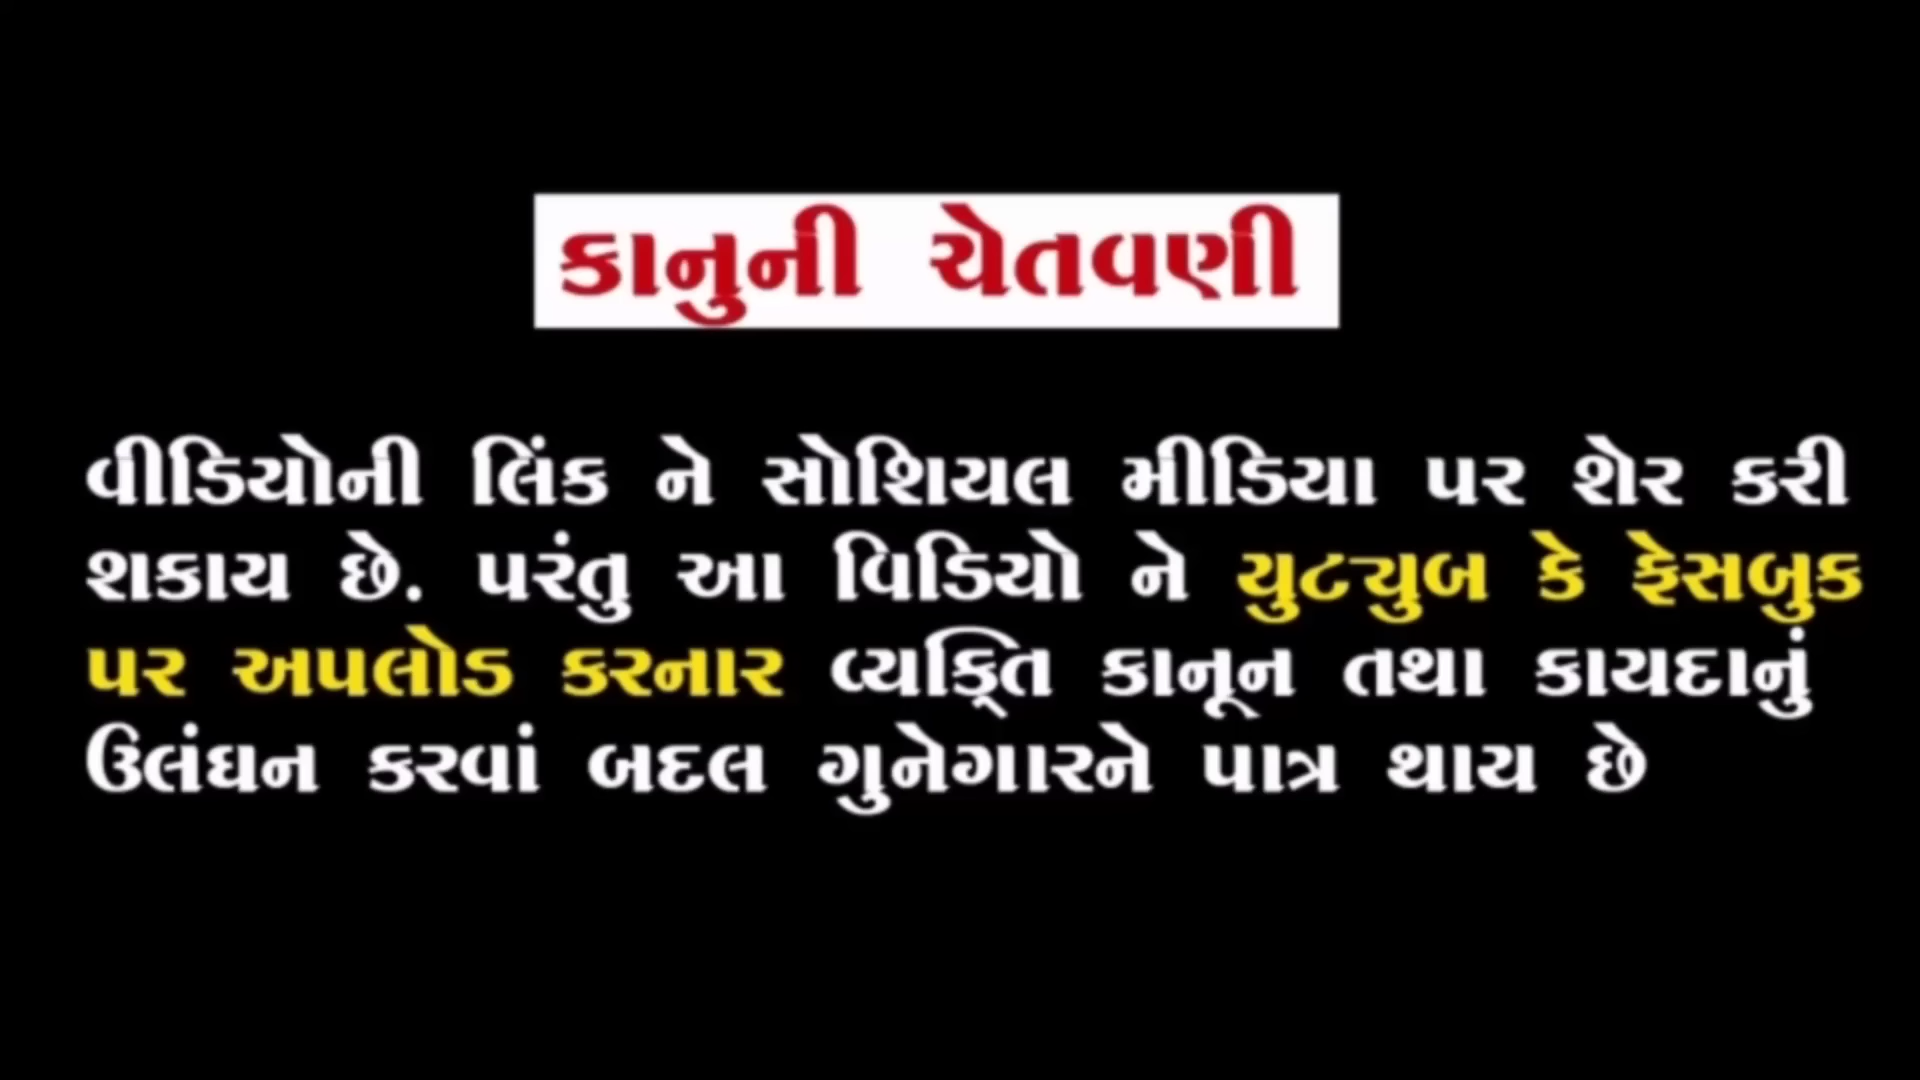 કાનુની ચેતવણી
વીડિયોની લિંક ને સોશિયલ મીડિયા પર શેર કરી
શકાય છે. પરંતુ આ વિડિયો ને યુટ્યુબ કે ફેસબુક
પર અપલોડ કરનાર વ્યક્તિ કાનૂન તથા કાયદાનું
ઉલંઘન કરવાં બદલ ગુનેગારને પાત્ર થાય છે